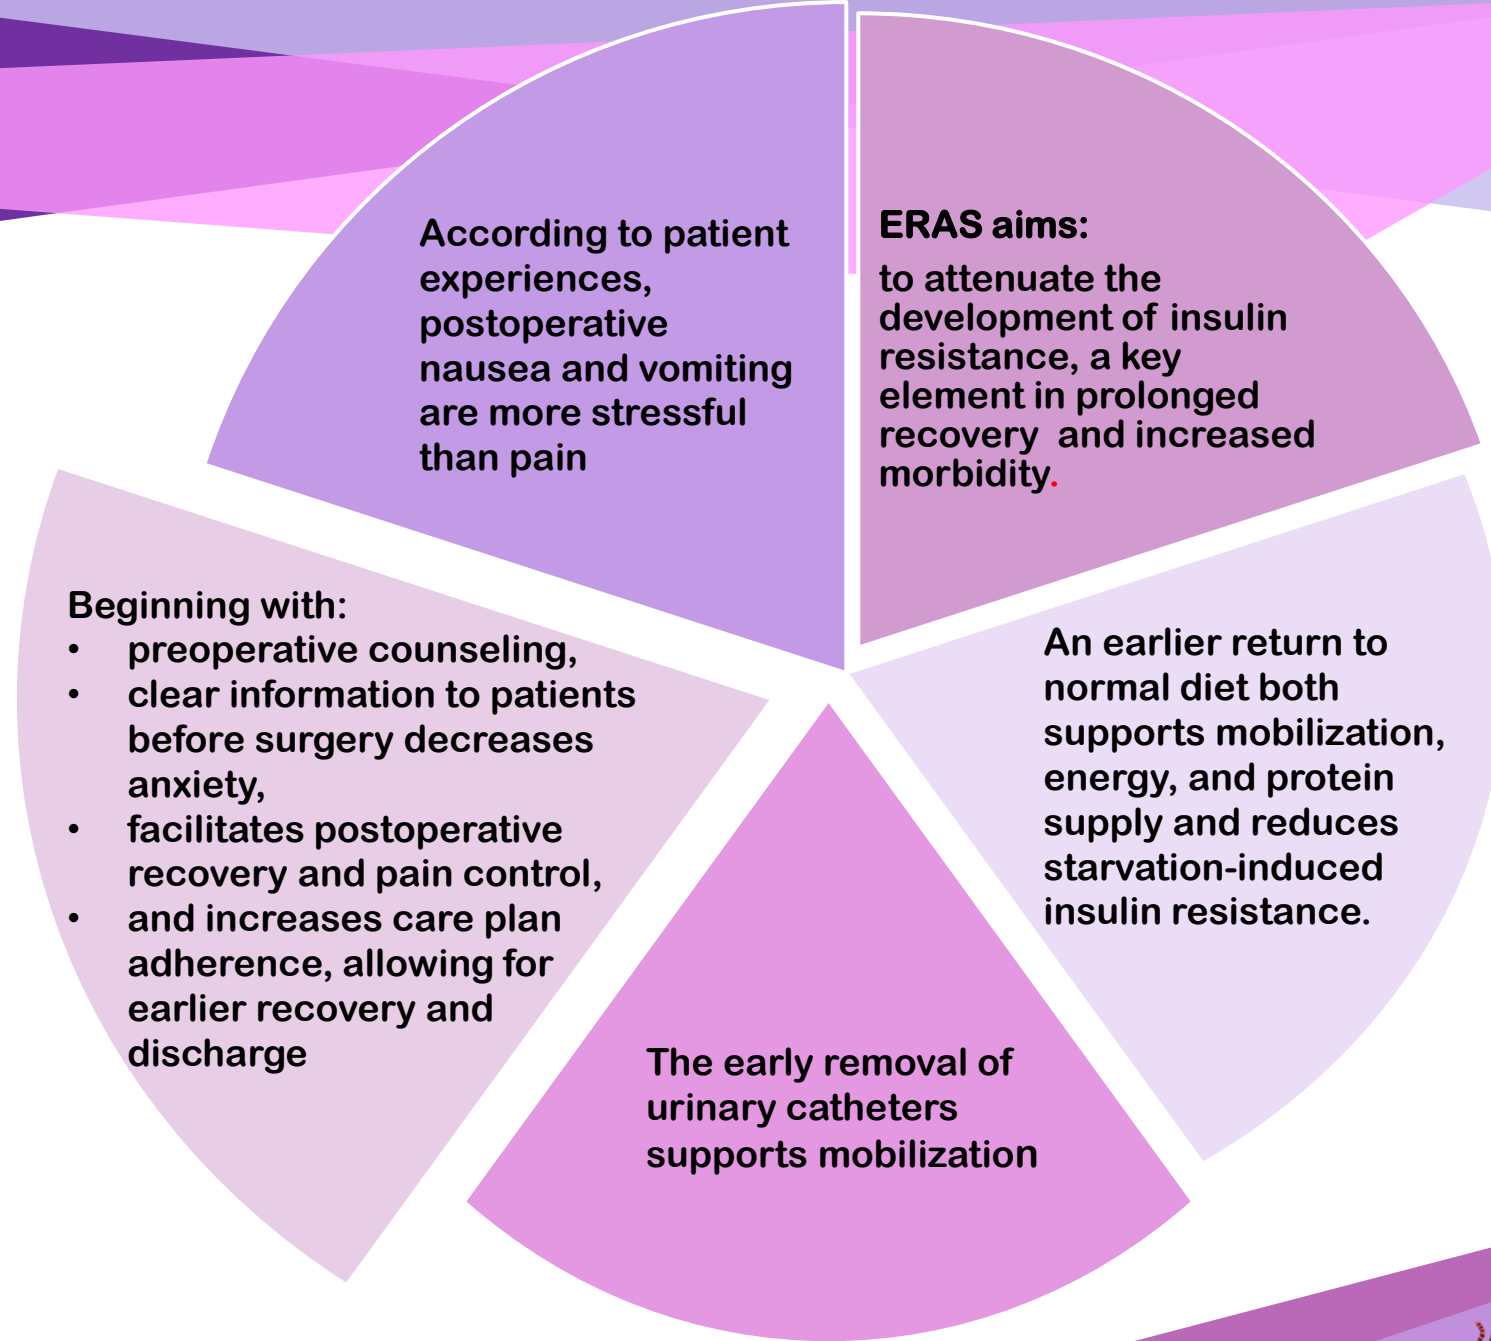 According to patient
experiences,
postoperative
nausea and vomiting
are more stressful
than pain
ERAS aims:
to attenuate the
development of insulin
resistance, a key
element in prolonged
recovery and increased
morbidity.
Beginning with:
• preoperative counseling,
• clear information to patients
before surgery decreases
anxiety,
• facilitates postoperative
recovery and pain control,
• and increases care plan
adherence, allowing for
earlier recovery and
discharge
An earlier return to
normal diet both
supports mobilization,
energy, and protein
supply and reduces
starvation-induced
insulin resistance.
The early removal of
urinary catheters
supports mobilization